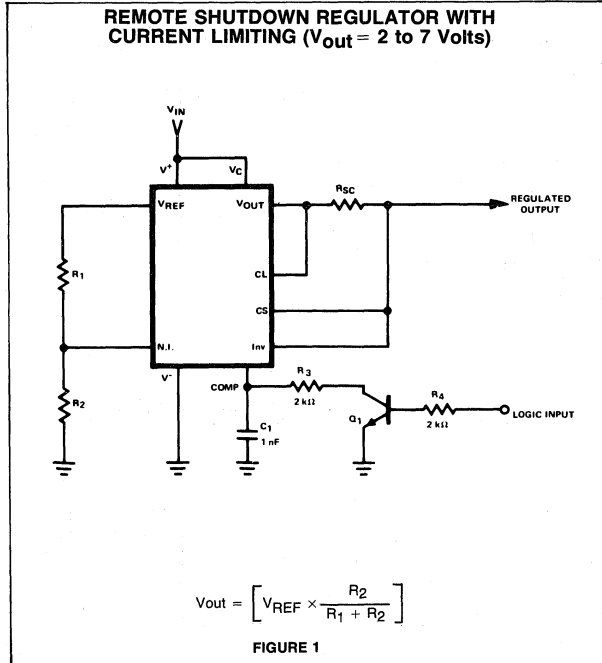 REMOTE SHUTDOWN REGULATOR WITH
CURRENT LIMITING (Vout = 2 to 7 Volts)
VIN
V+
VC
VREF
VOUT
RSC
REGULATED
OUTPUT
R1
CL
CS
N.I.
Inv
R2
V-
COMP
R3
2 kΩ
C1
1 nF
Q1
R4
2 kΩ
LOGIC INPUT
Vout = [ VREF × R2 / (R1 + R2) ]
FIGURE 1